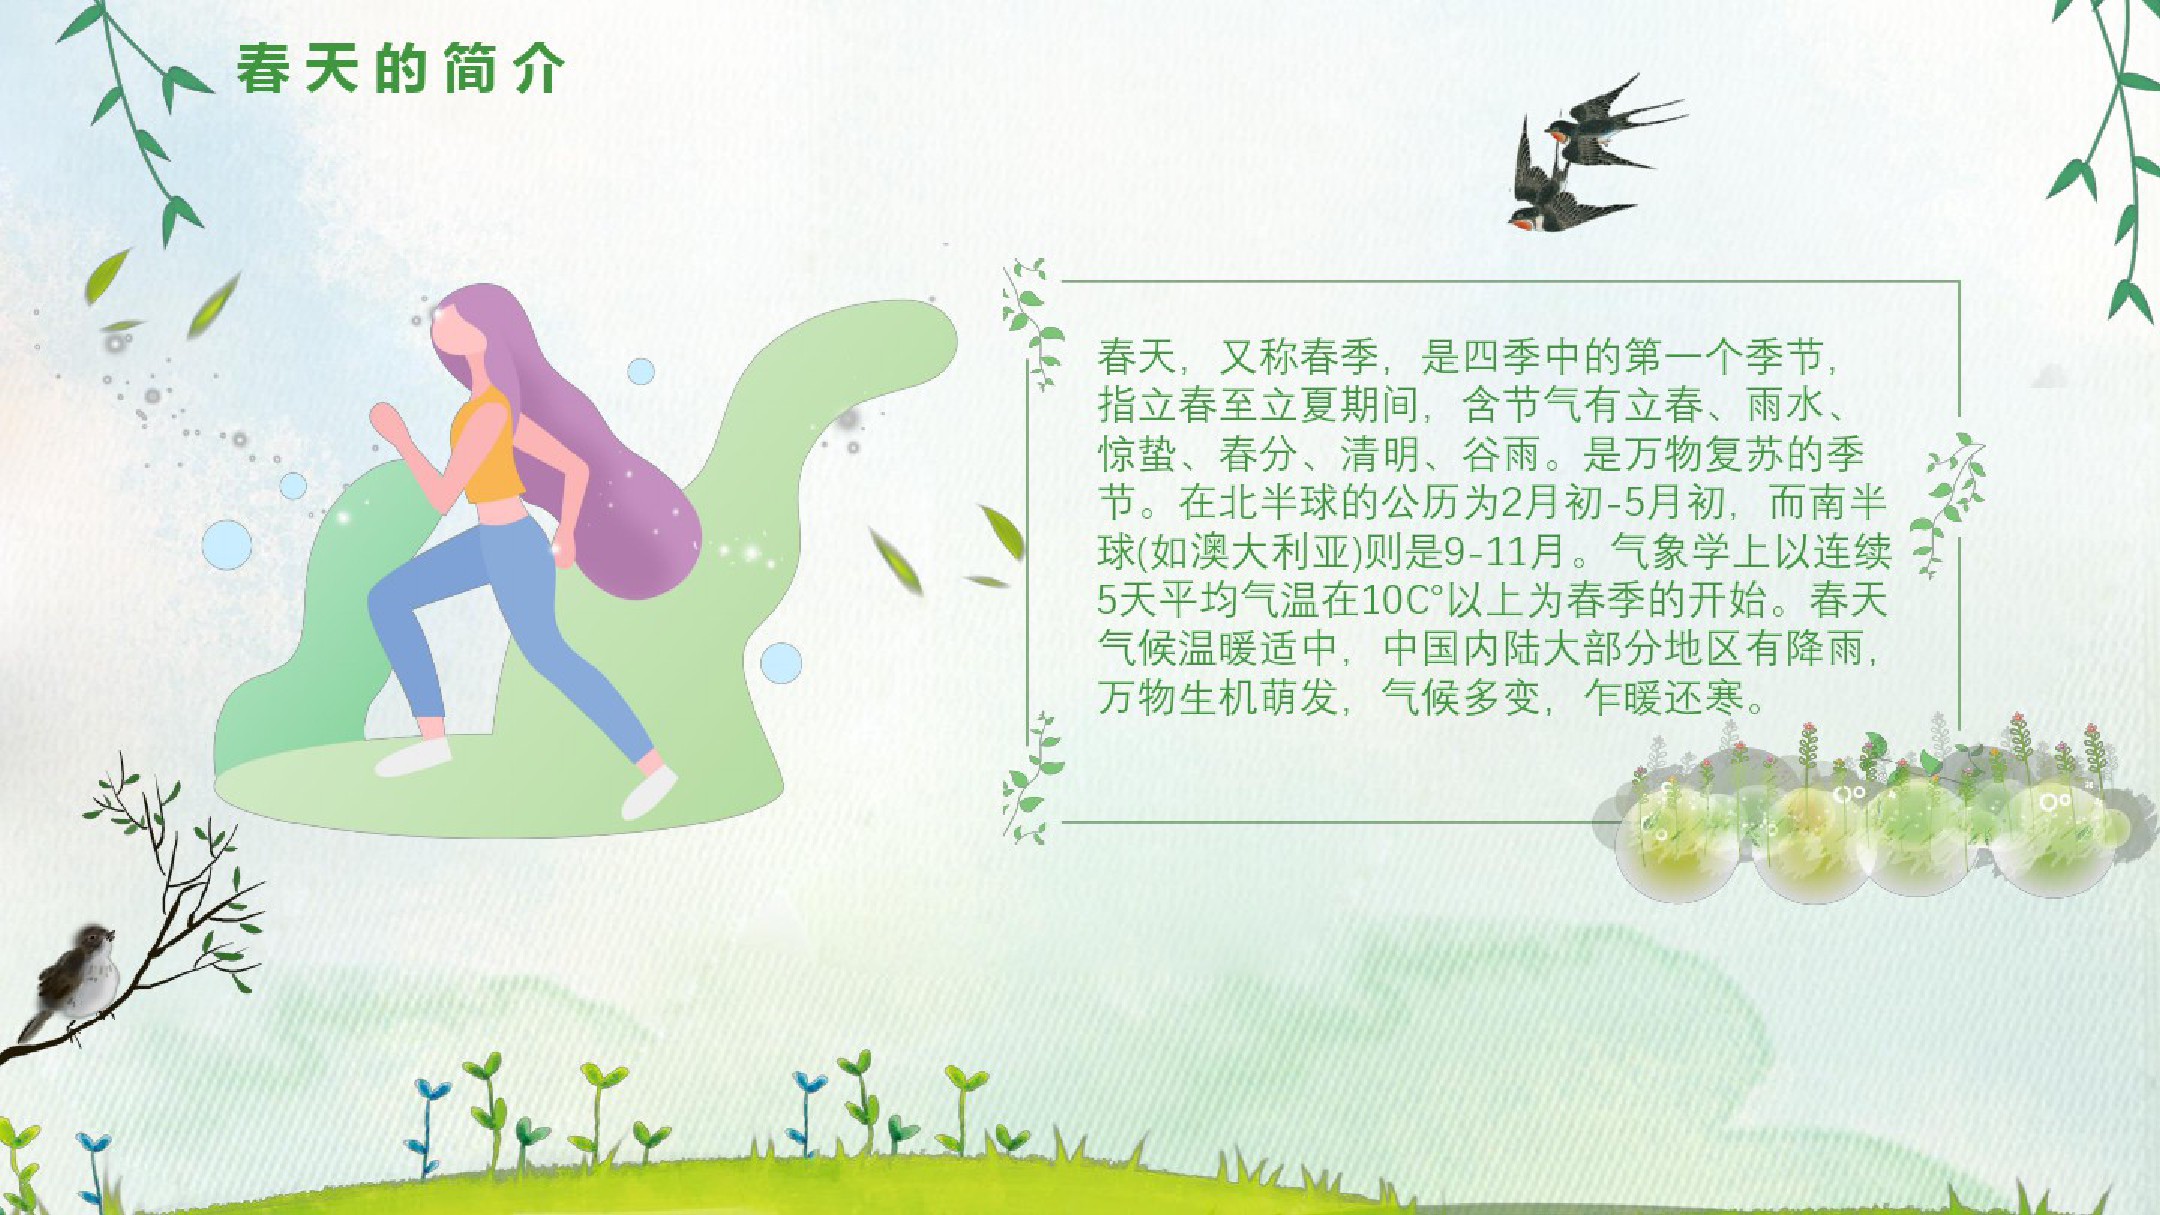 春天的简介
春天，又称春季，是四季中的第一个季节，
指立春至立夏期间，含节气有立春、雨水、
惊蛰、春分、清明、谷雨。是万物复苏的季
节。在北半球的公历为2月初-5月初，而南半
球(如澳大利亚)则是9-11月。气象学上以连续
5天平均气温在10C°以上为春季的开始。春天
气候温暖适中，中国内陆大部分地区有降雨，
万物生机萌发，气候多变，乍暖还寒。